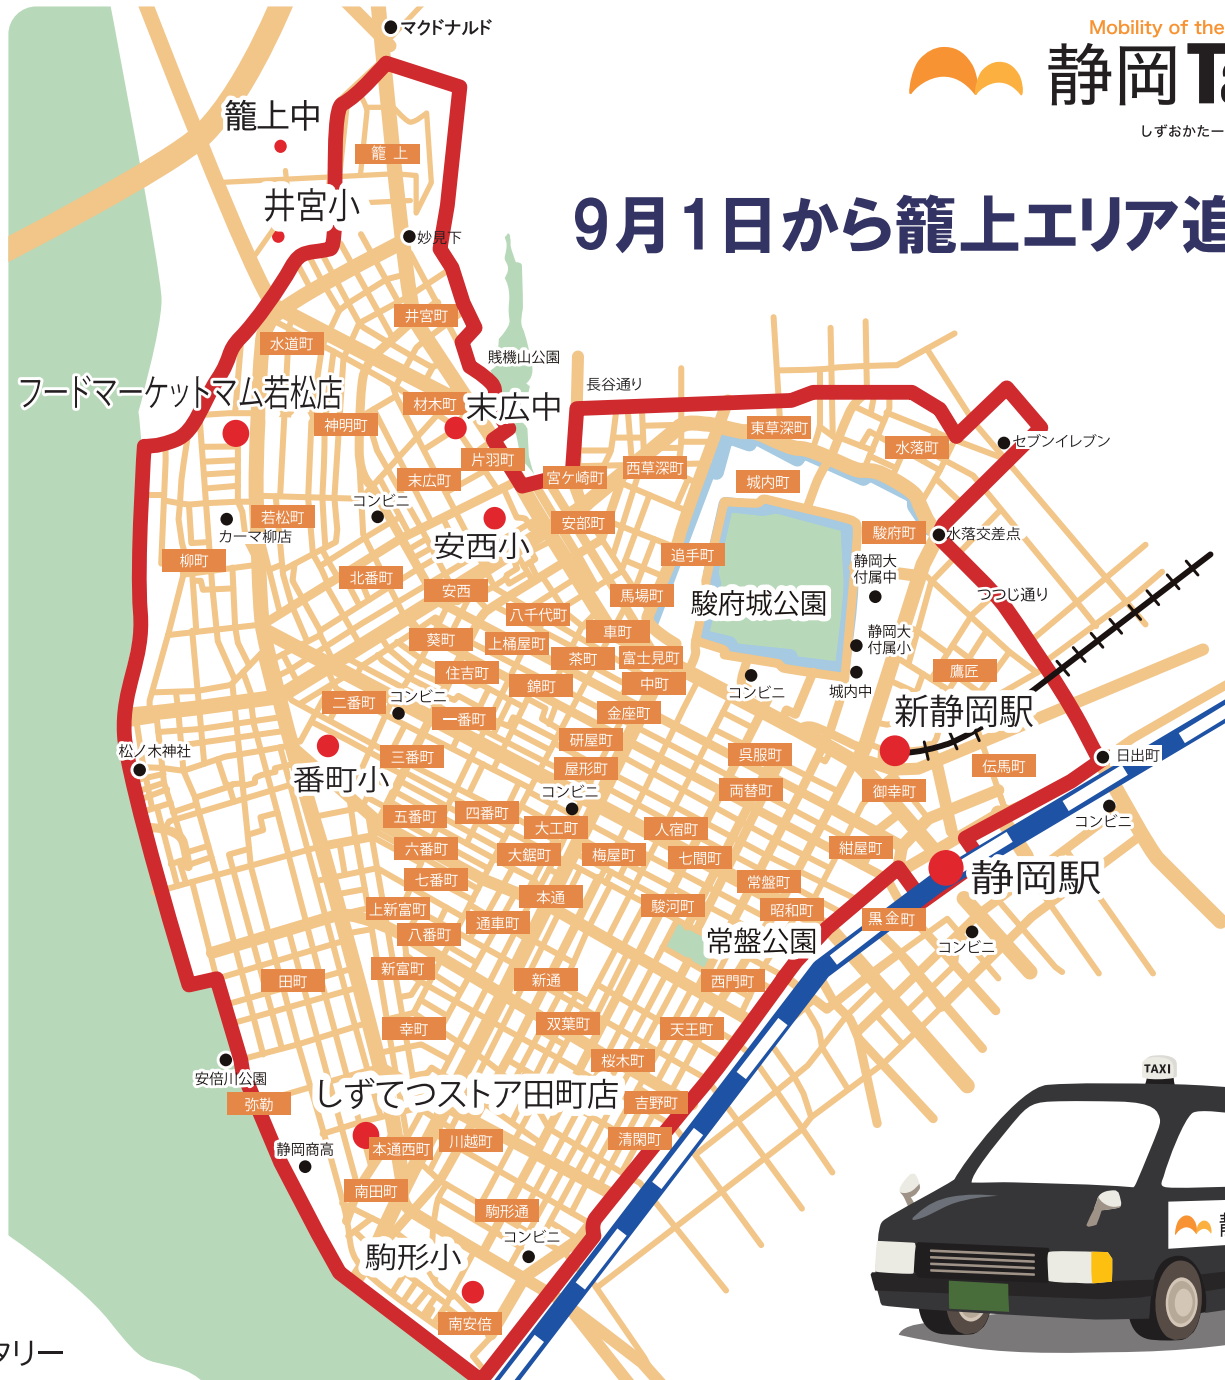 マクドナルド
Mobility of the
静岡Ta
しずおかたー
籠上中
籠 上
井宮小
9月1日から籠上エリア追
妙見下
井宮町
水道町
賤機山公園
長谷通り
フードマーケットマム若松店
材木町
末広中
神明町
東草深町
水落町
セブンイレブン
片羽町
西草深町
末広町
宮ケ崎町
城内町
コンビニ
若松町
安部町
カーマ柳店
駿府町
水落交差点
安西小
柳町
追手町
静岡大
付属中
北番町
安西
馬場町
駿府城公園
つつじ通り
八千代町
葵町
上桶屋町
車町
静岡大
付属小
茶町
富士見町
住吉町
錦町
中町
鷹匠
コンビニ
城内中
二番町
コンビニ
一番町
金座町
新静岡駅
松ノ木神社
三番町
研屋町
呉服町
日出町
番町小
屋形町
伝馬町
コンビニ
両替町
御幸町
五番町
四番町
大工町
人宿町
コンビニ
六番町
大鋸町
梅屋町
七間町
紺屋町
七番町
常盤町
静岡駅
本通
上新富町
通車町
駿河町
昭和町
黒金町
八番町
常盤公園
コンビニ
新富町
田町
新通
西門町
幸町
双葉町
天王町
桜木町
安倍川公園
しずてつストア田町店
弥勒
吉野町
TAXI
静岡商高
本通西町
川越町
清閑町
南田町
駒形通
静
コンビニ
駒形小
南安倍
タリー